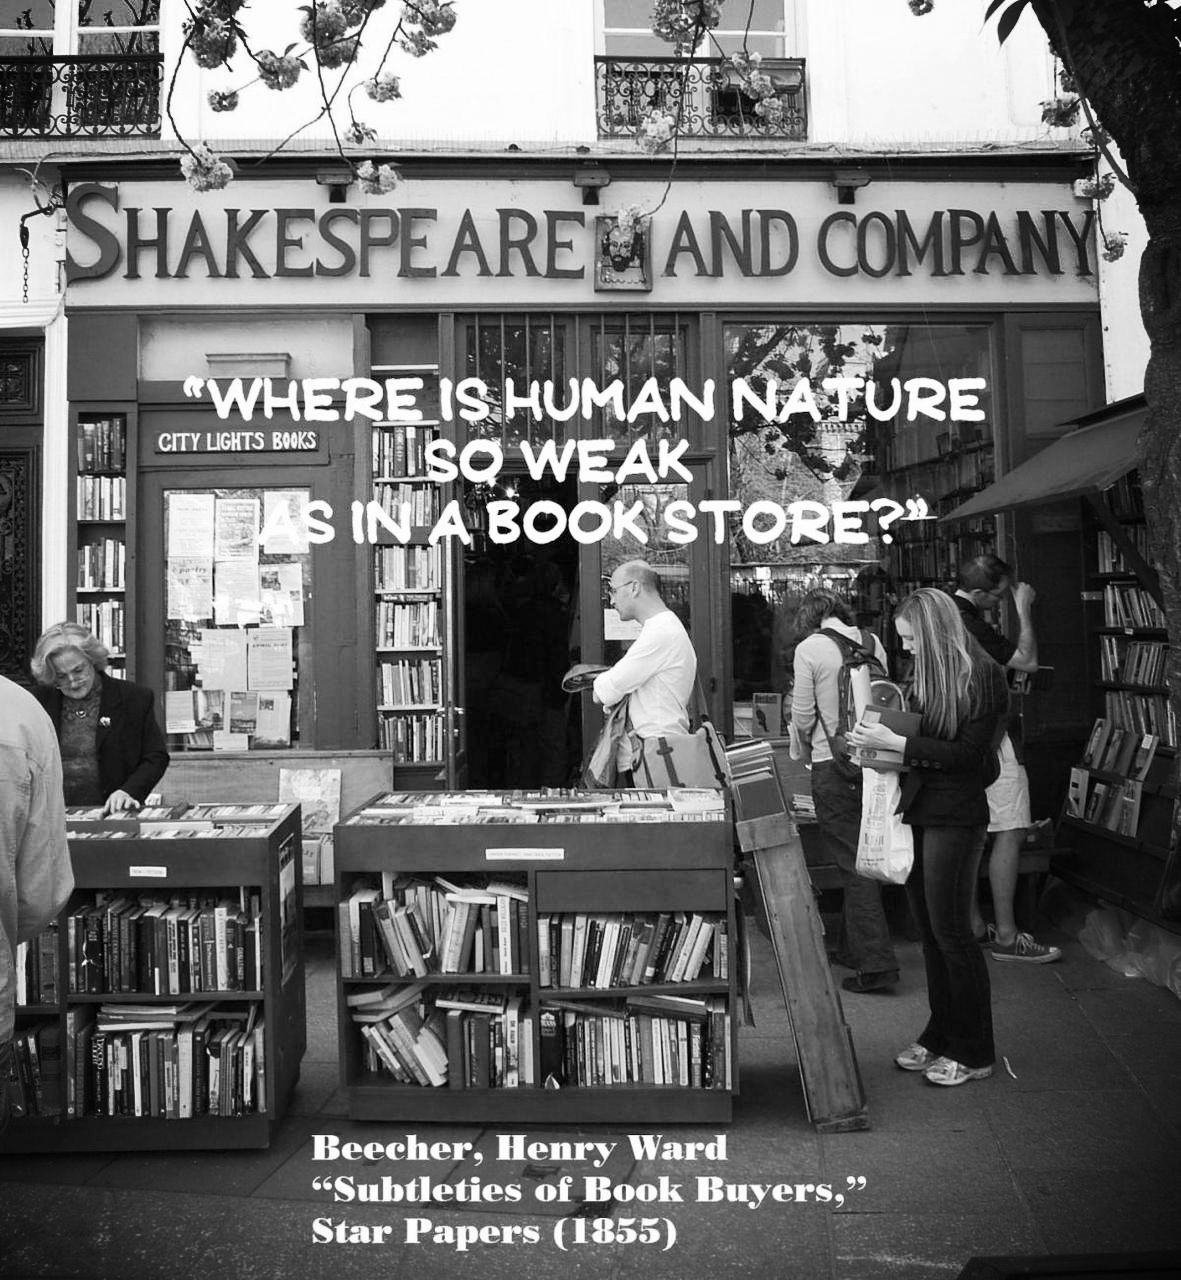 SHAKESPEARE AND COMPANY
"WHERE IS HUMAN NATURE
SO WEAK
AS IN A BOOK STORE?"
CITY LIGHTS BOOKS
Beecher, Henry Ward
“Subtleties of Book Buyers,”
Star Papers (1855)